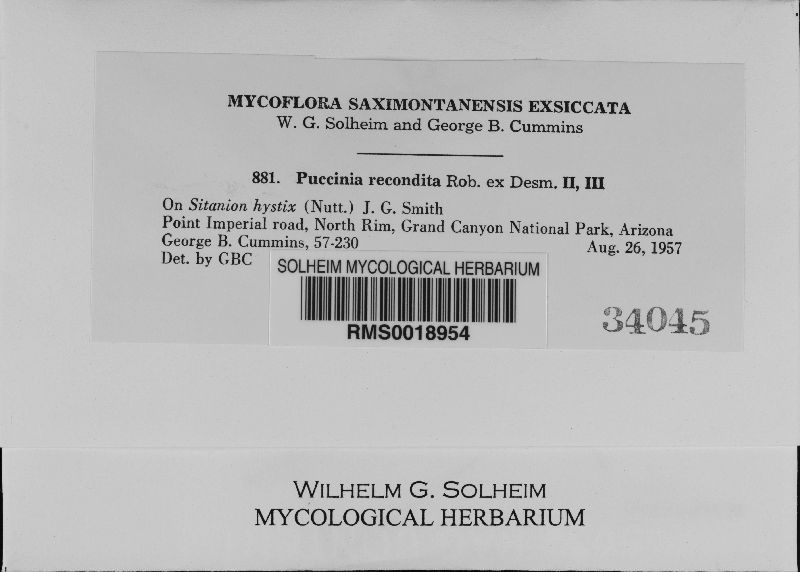 MYCOFLORA SAXIMONTANENSIS EXSICCATA
W. G. Solheim and George B. Cummins
881. Puccinia recondita Rob. ex Desm. II, III
On Sitanion hystix (Nutt.) J. G. Smith
Point Imperial road, North Rim, Grand Canyon National Park, Arizona
George B. Cummins, 57-230 Aug. 26, 1957
Det. by GBC
SOLHEIM MYCOLOGICAL HERBARIUM
RMS0018954
34045
WILHELM G. SOLHEIM
MYCOLOGICAL HERBARIUM